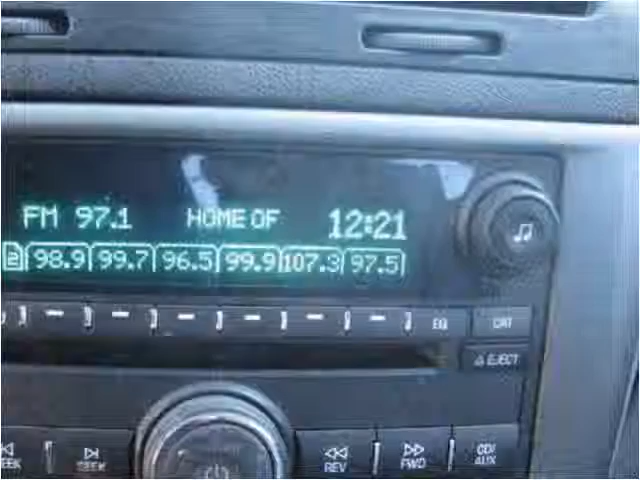 FM 97.1 HOME OF 12:21
2 98.9 99.7 96.5 99.9 107.3 97.5
EQ CAT
EJECT
SEEK SEEK REV FWD CD/
AUX